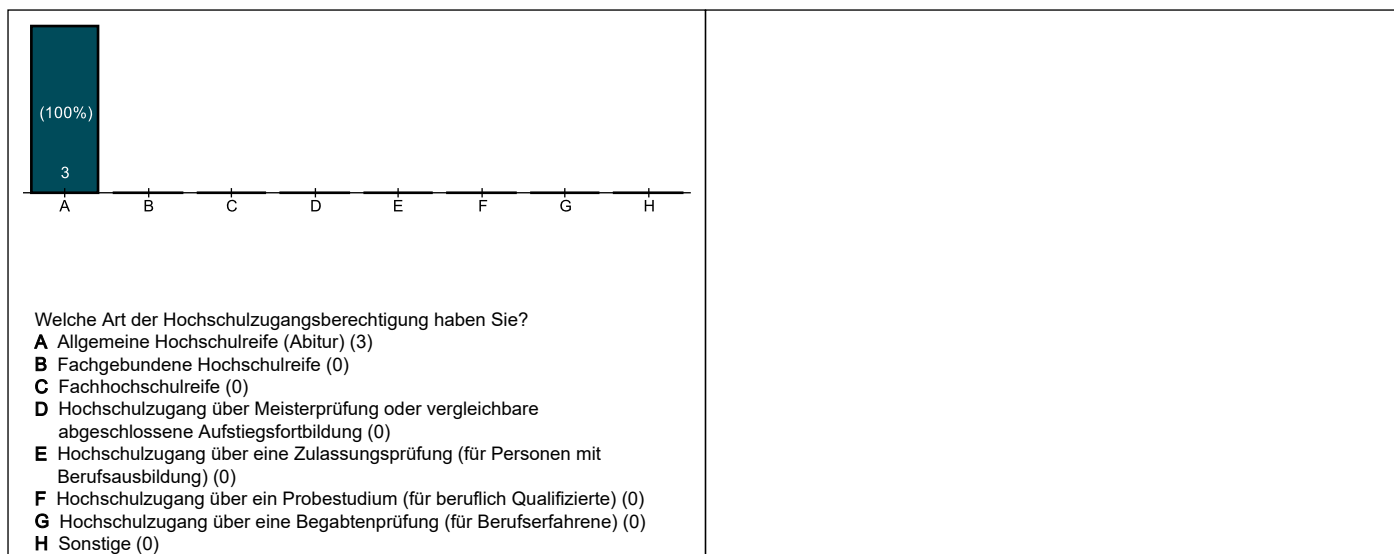 (100%)
3
A B C D E F G H
Welche Art der Hochschulzugangsberechtigung haben Sie?
A Allgemeine Hochschulreife (Abitur) (3)
B Fachgebundene Hochschulreife (0)
C Fachhochschulreife (0)
D Hochschulzugang über Meisterprüfung oder vergleichbare
abgeschlossene Aufstiegsfortbildung (0)
E Hochschulzugang über eine Zulassungsprüfung (für Personen mit
Berufsausbildung) (0)
F Hochschulzugang über ein Probestudium (für beruflich Qualifizierte) (0)
G Hochschulzugang über eine Begabtenprüfung (für Berufserfahrene) (0)
H Sonstige (0)